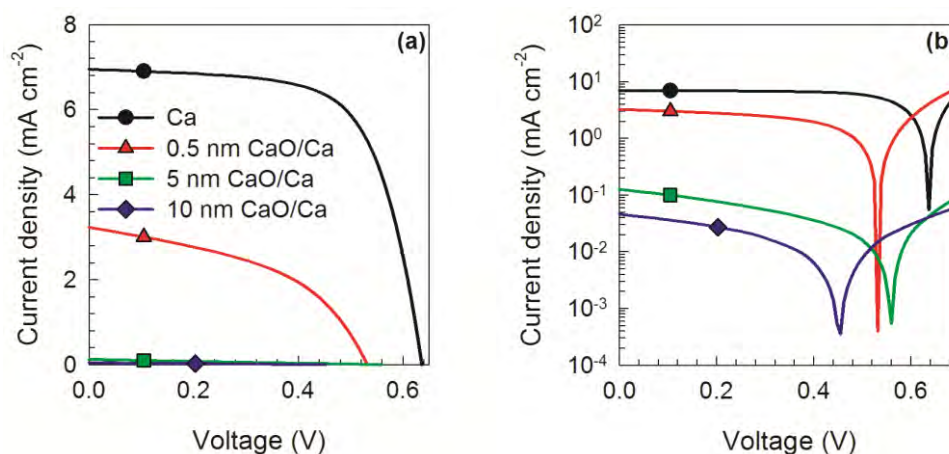 (a)
8
6
4
2
0
Ca
0.5 nm CaO/Ca
5 nm CaO/Ca
10 nm CaO/Ca
0.0 0.2 0.4 0.6
Voltage (V)
Current density (mA cm⁻²)
(b)
10²
10¹
10⁰
10⁻¹
10⁻²
10⁻³
10⁻⁴
0.0 0.2 0.4 0.6
Voltage (V)
Current density (mA cm⁻²)